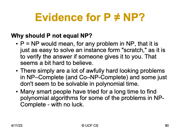 Evidence for P ≠ NP?
Why should P not equal NP?
• P = NP would mean, for any problem in NP, that it is
just as easy to solve an instance form "scratch," as it is
to verify the answer if someone gives it to you. That
seems a bit hard to believe.
• There simply are a lot of awfully hard looking problems
in NP–Complete (and Co–NP-Complete) and some just
don't seem to be solvable in polynomial time.
• Many smart people have tried for a long time to find
polynomial algorithms for some of the problems in NP-
Complete - with no luck.
4/11/23
© UCF CS
90